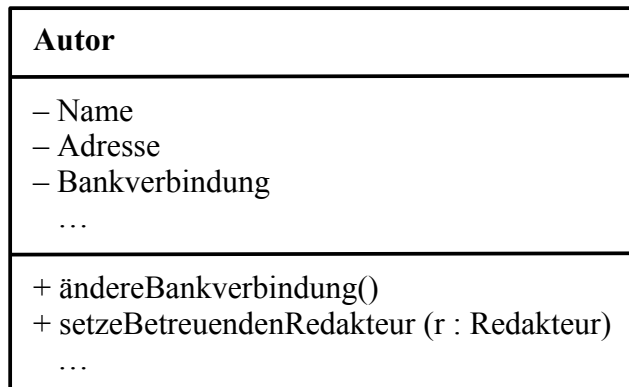 Autor
– Name
– Adresse
– Bankverbindung
…
+ ändereBankverbindung()
+ setzeBetreuendenRedakteur (r : Redakteur)
…